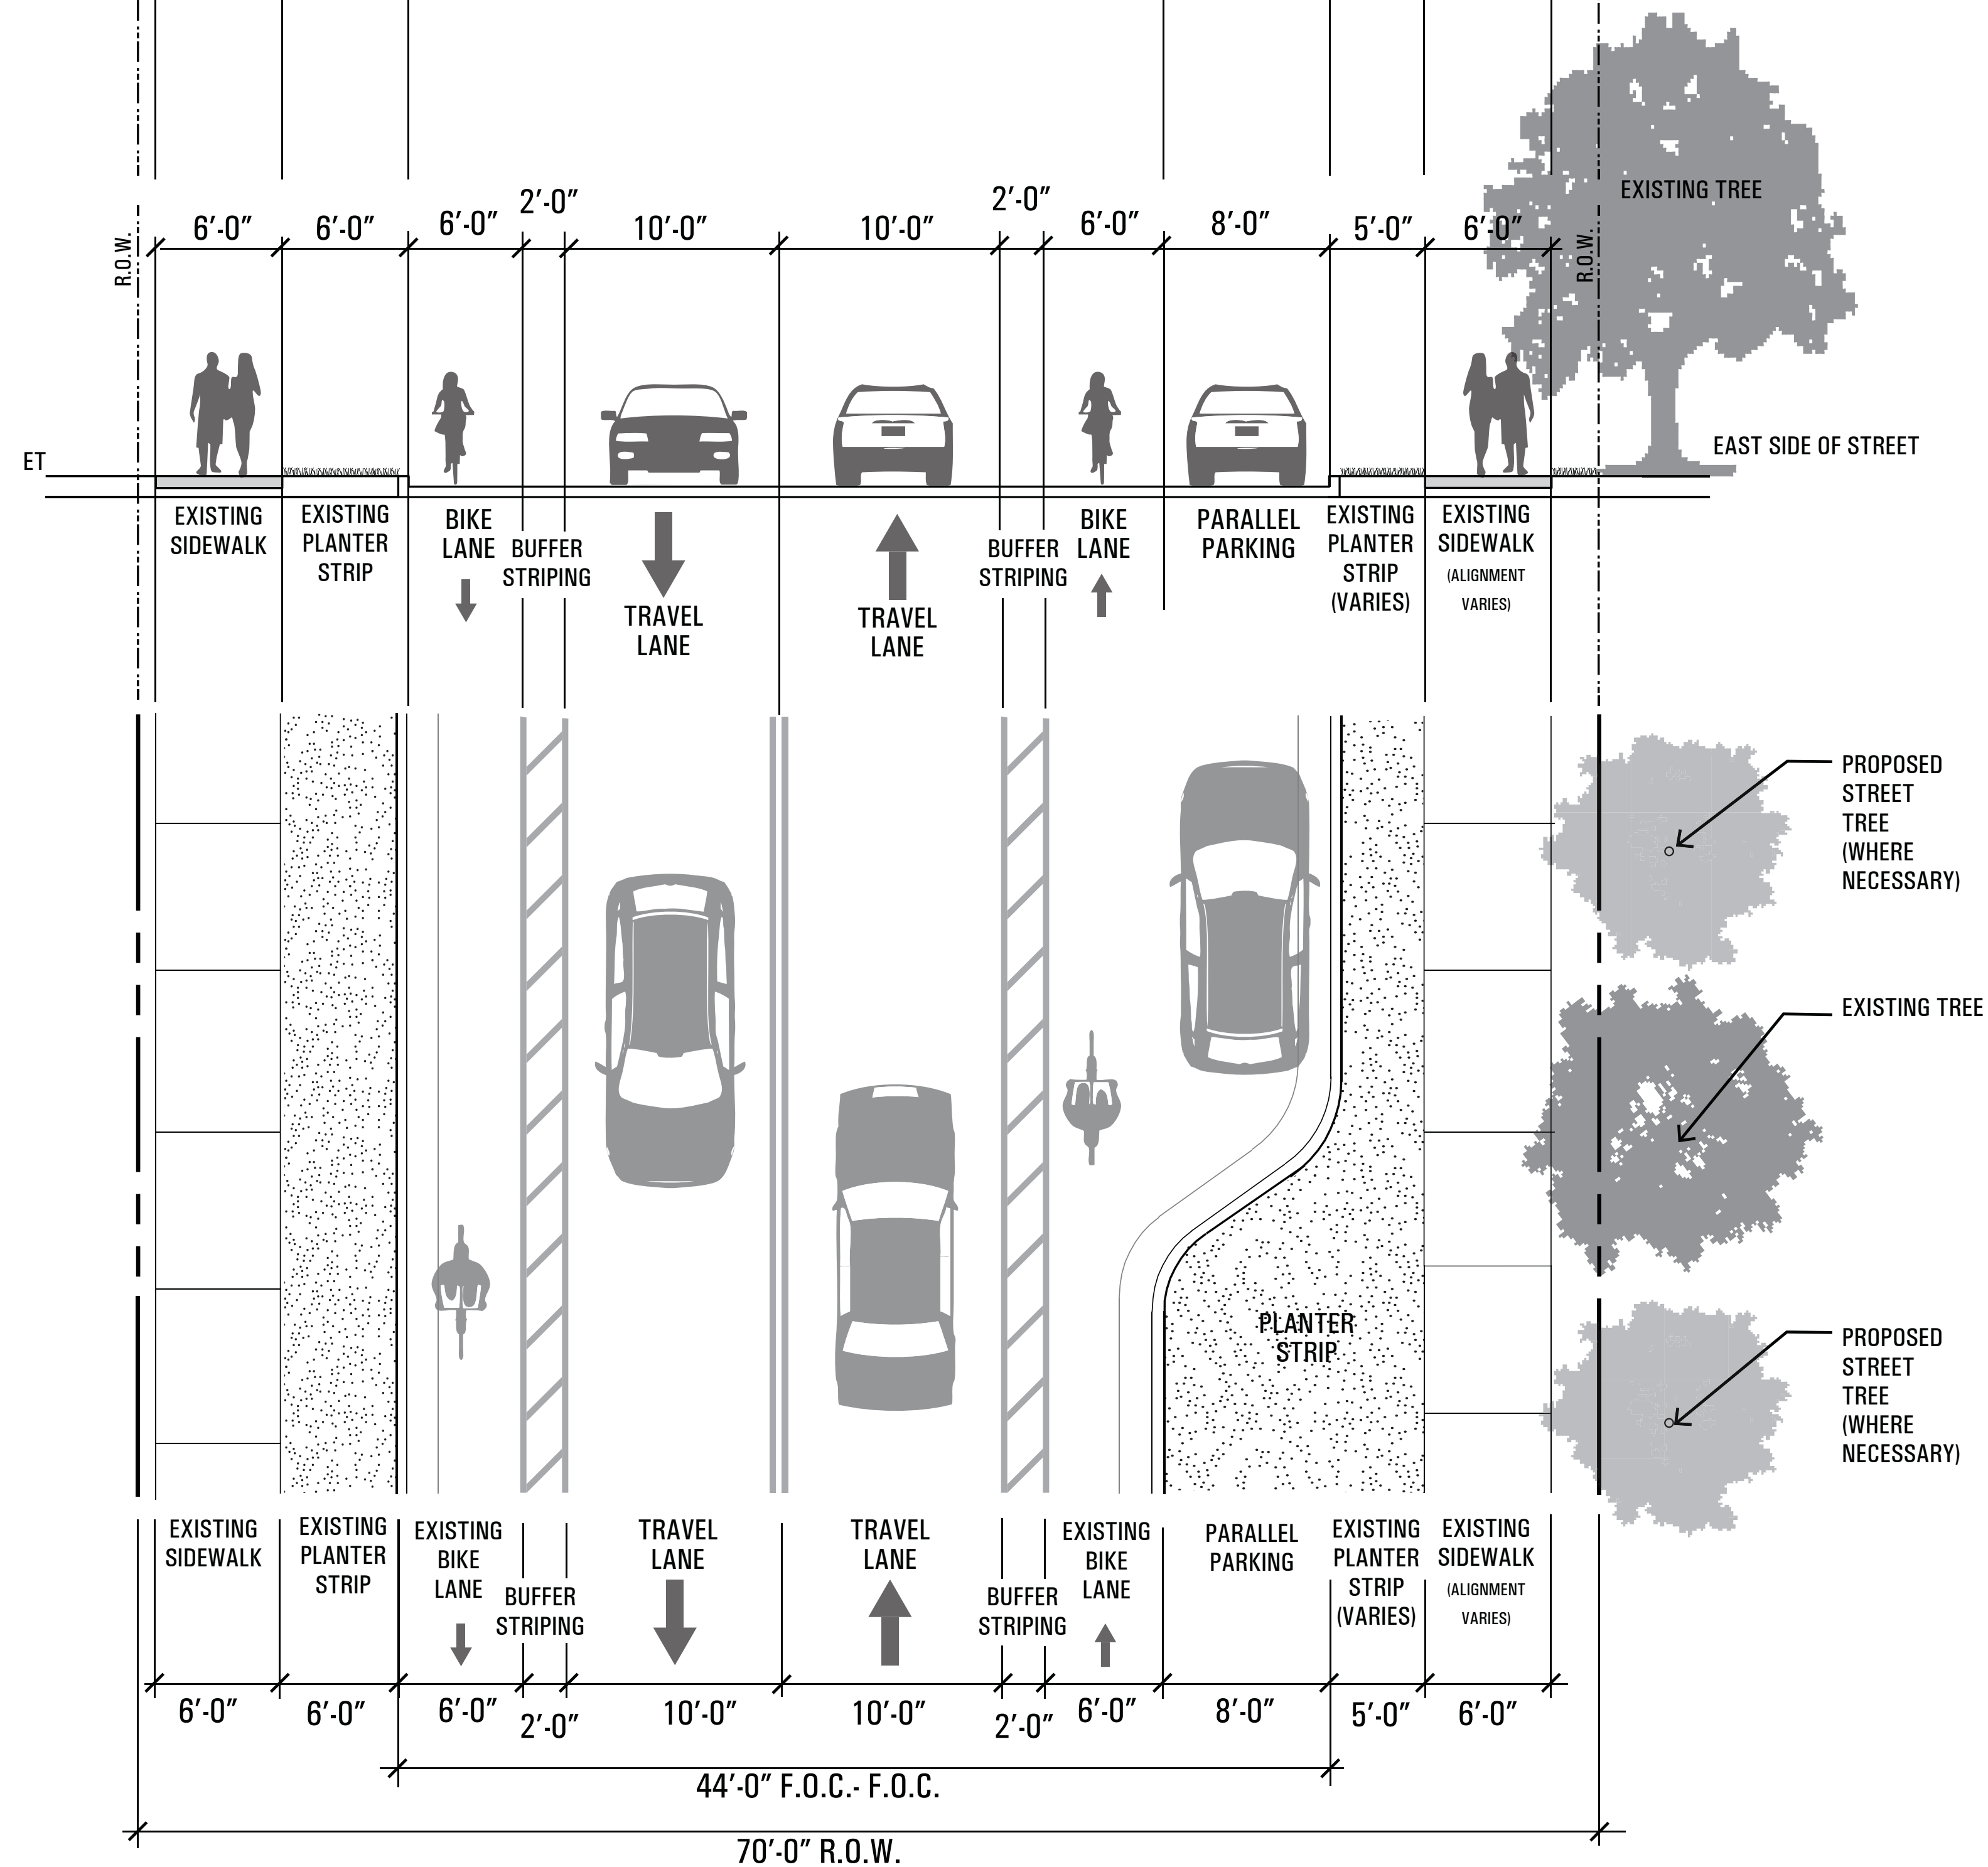 2′-0″
2′-0″
6′-0″
6′-0″
6′-0″
10′-0″
10′-0″
6′-0″
8′-0″
5′-0″
6′-0″
EXISTING TREE
R.O.W.
R.O.W.
ET
EAST SIDE OF STREET
EXISTING
SIDEWALK
EXISTING
PLANTER
STRIP
BIKE
LANE
BUFFER
STRIPING
TRAVEL
LANE
TRAVEL
LANE
BUFFER
STRIPING
BIKE
LANE
PARALLEL
PARKING
EXISTING
PLANTER
STRIP
(VARIES)
EXISTING
SIDEWALK
(ALIGNMENT
VARIES)
PROPOSED
STREET
TREE
(WHERE
NECESSARY)
EXISTING TREE
PLANTER
STRIP
PROPOSED
STREET
TREE
(WHERE
NECESSARY)
EXISTING
SIDEWALK
EXISTING
PLANTER
STRIP
EXISTING
BIKE
LANE
BUFFER
STRIPING
TRAVEL
LANE
TRAVEL
LANE
BUFFER
STRIPING
EXISTING
BIKE
LANE
PARALLEL
PARKING
EXISTING
PLANTER
STRIP
(VARIES)
EXISTING
SIDEWALK
(ALIGNMENT
VARIES)
6′-0″
6′-0″
6′-0″
2′-0″
10′-0″
10′-0″
2′-0″
6′-0″
8′-0″
5′-0″
6′-0″
44′-0″ F.O.C.- F.O.C.
70′-0″ R.O.W.